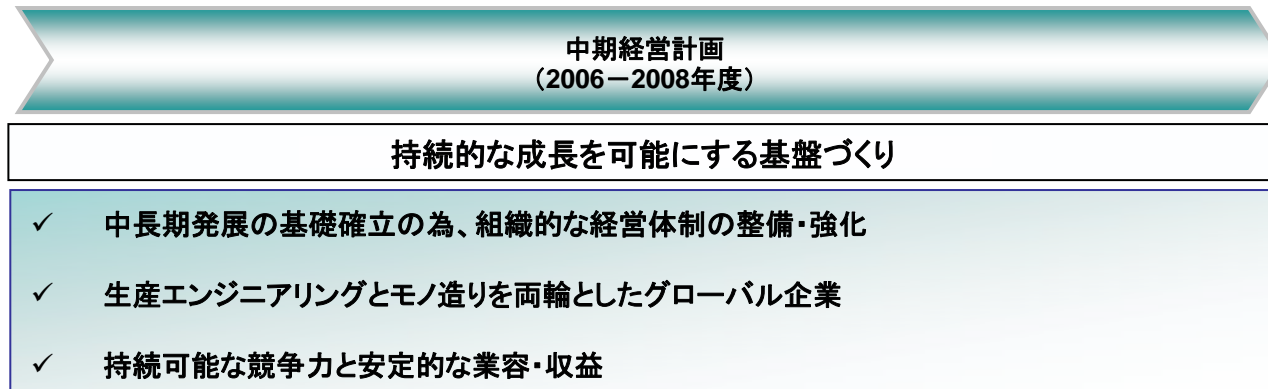 中期経営計画
（2006－2008年度）
持続的な成長を可能にする基盤づくり
✓ 中長期発展の基礎確立の為、組織的な経営体制の整備・強化
✓ 生産エンジニアリングとモノ造りを両輪としたグローバル企業
✓ 持続可能な競争力と安定的な業容・収益